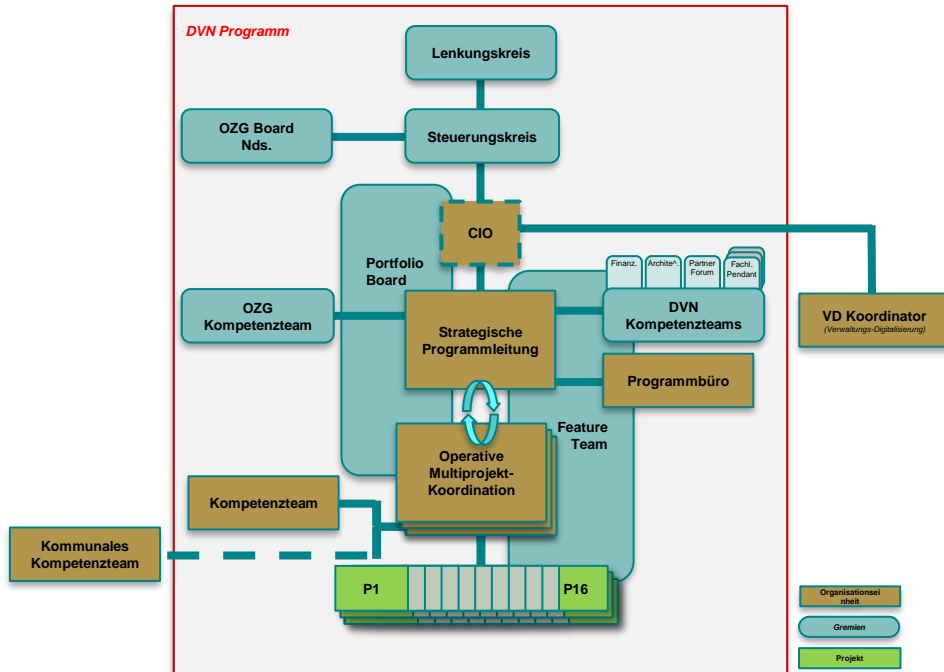 DVN Programm
Lenkungskreis
OZG Board
Nds.
Steuerungskreis
CIO
Portfolio
Board
Finanz.
Archite^.
Partner
Forum
Fachl.
Pendant
OZG
Kompetenzteam
Strategische
Programmleitung
DVN
Kompetenzteams
VD Koordinator
(Verwaltungs-Digitalisierung)
Programmbüro
Feature
Team
Operative
Multiprojekt-
Koordination
Kompetenzteam
Kommunales
Kompetenzteam
P1
P16
Organisationsei
nheit
Gremien
Projekt